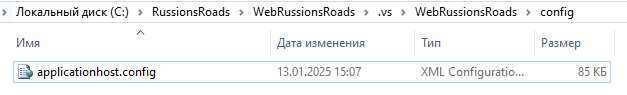 Локальный диск (C:) > RussionsRoads > WebRussionsRoads > .vs > WebRussionsRoads > config
Имя Дата изменения Тип Размер
applicationhost.config 13.01.2025 15:07 XML Configuratio... 85 КБ